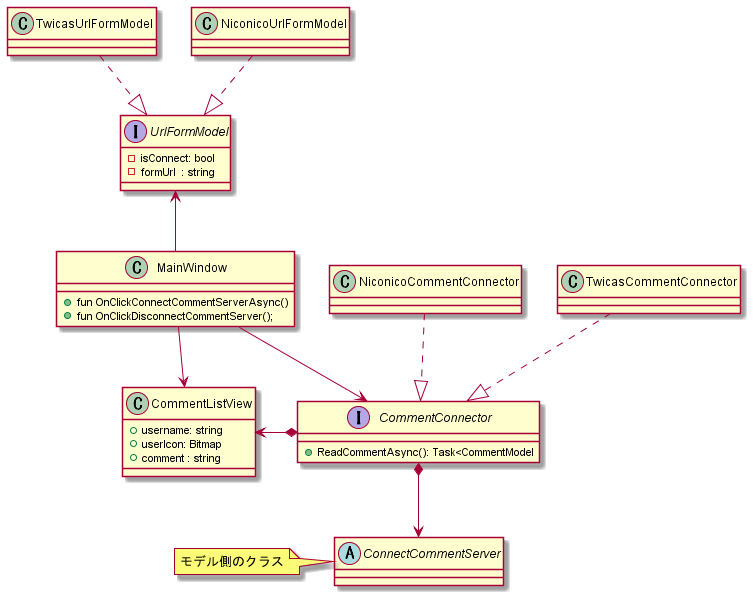 C TwicasUrlFormModel
C NiconicoUrlFormModel
I UrlFormModel
isConnect: bool
formUrl : string
C MainWindow
fun OnClickConnectCommentServerAsync()
fun OnClickDisconnectCommentServer();
C NiconicoCommentConnector
C TwicasCommentConnector
C CommentListView
username: string
userIcon: Bitmap
comment : string
I CommentConnector
ReadCommentAsync(): Task<CommentModel
モデル側のクラス
A ConnectCommentServer